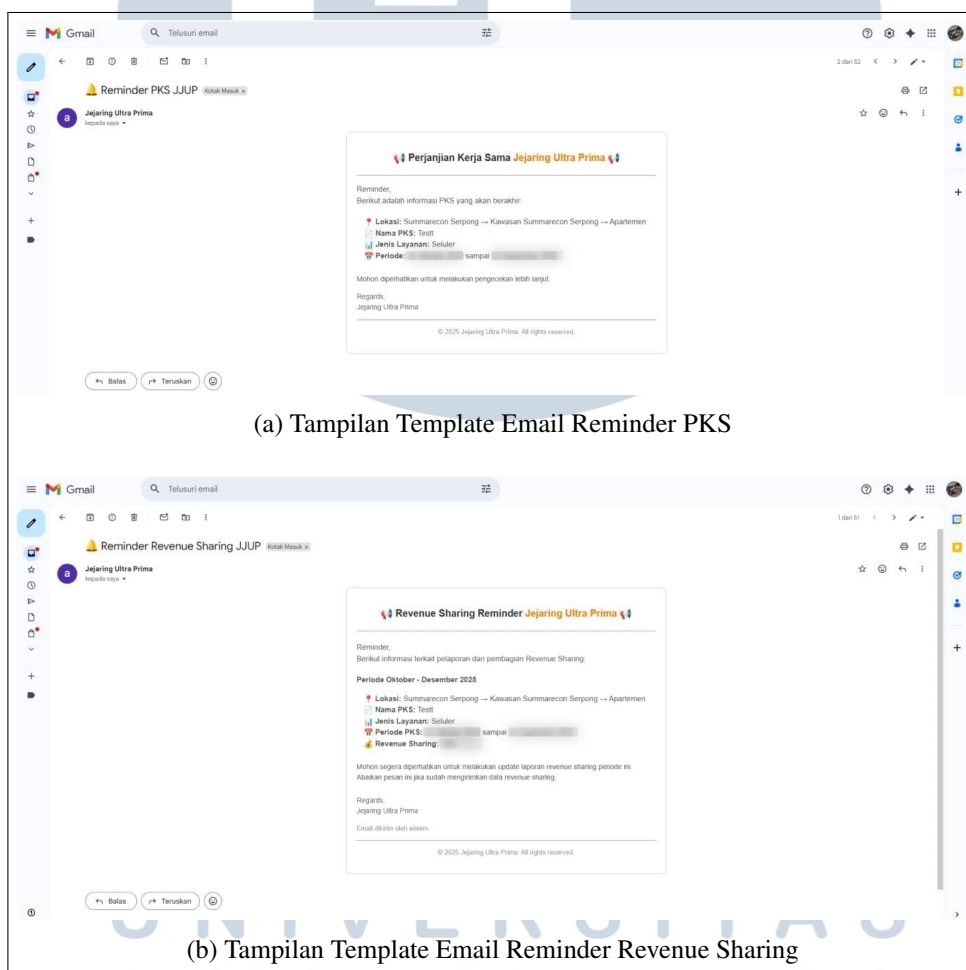 Gmail
Telusuri email
2 dari 52
🔔 Reminder PKS JJUP Kotak Masuk x
a
Jejaring Ultra Prima
kepada saya
📢 Perjanjian Kerja Sama Jejaring Ultra Prima 📢
Reminder,
Berikut adalah informasi PKS yang akan berakhir:
📍 Lokasi: Summarecon Serpong → Kawasan Summarecon Serpong → Apartemen
📄 Nama PKS: Testt
📊 Jenis Layanan: Seluler
📅 Periode: sampai
Mohon diperhatikan untuk melakukan pengecekan lebih lanjut.
Regards,
Jejaring Ultra Prima
© 2025 Jejaring Ultra Prima. All rights reserved.
Balas
Teruskan
(a) Tampilan Template Email Reminder PKS
Gmail
Telusuri email
1 dari 51
🔔 Reminder Revenue Sharing JJUP Kotak Masuk x
a
Jejaring Ultra Prima
kepada saya
📢 Revenue Sharing Reminder Jejaring Ultra Prima 📢
Reminder,
Berikut informasi terkait pelaporan dan pembagian Revenue Sharing:
Periode Oktober - Desember 2025
📍 Lokasi: Summarecon Serpong → Kawasan Summarecon Serpong → Apartemen
📄 Nama PKS: Testt
📊 Jenis Layanan: Seluler
📅 Periode PKS: sampai
💰 Revenue Sharing:
Mohon segera diperhatikan untuk melakukan update laporan revenue sharing periode ini.
Abaikan pesan ini jika sudah mengirimkan data revenue sharing.
Regards,
Jejaring Ultra Prima
Email dikirim oleh sistem.
© 2025 Jejaring Ultra Prima. All rights reserved.
Balas
Teruskan
UNIVERSITAS
(b) Tampilan Template Email Reminder Revenue Sharing